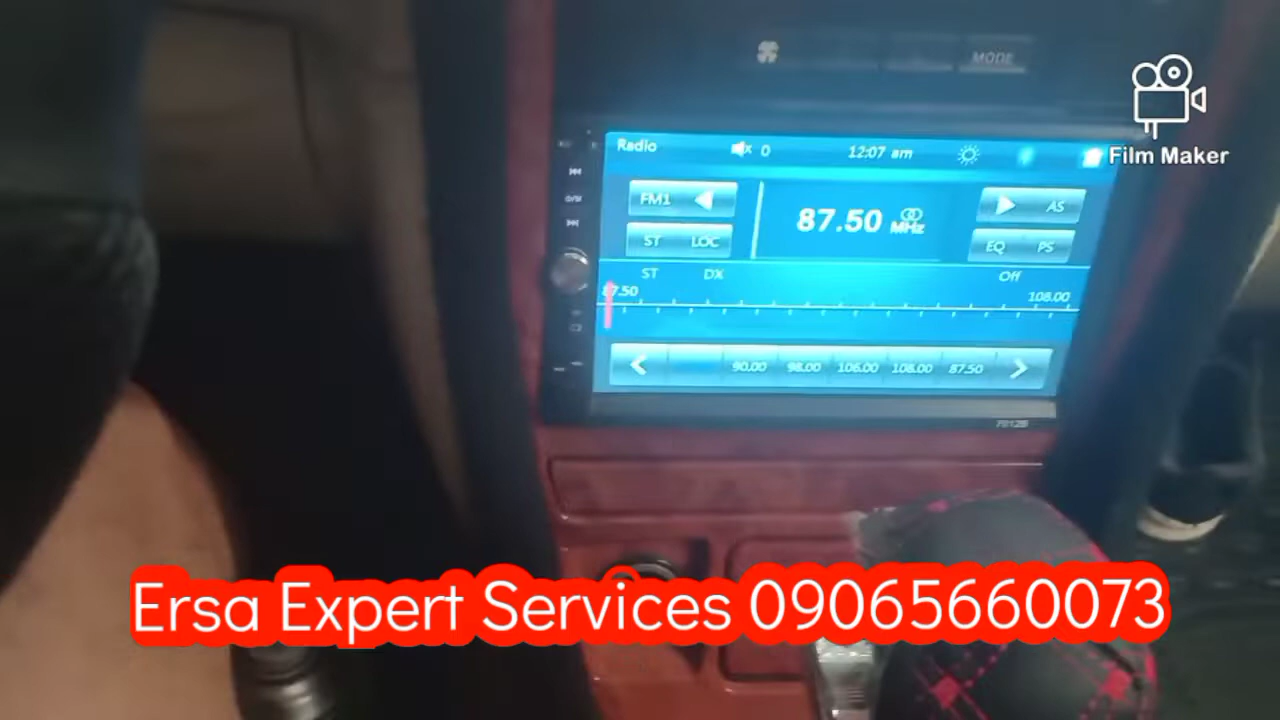 MODE
Film Maker
Radio 0 12:07 am
FM1 AS
87.50 MHz
ST LOC EQ PS
ST DX Off
87.50 108.00
90.00 98.00 106.00 108.00 87.50
7012B
Ersa Expert Services 09065660073